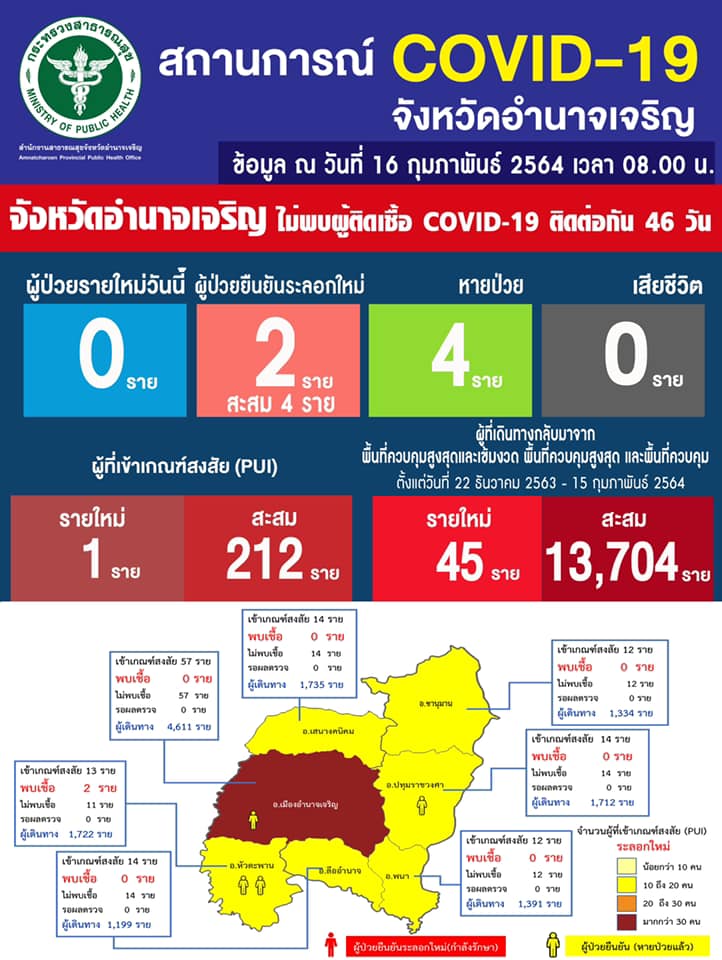 กระทรวงสาธารณสุข
MINISTRY OF PUBLIC HEALTH
สำนักงานสาธารณสุขจังหวัดอำนาจเจริญ
Amnatcharoen Provincial Public Health Office
สถานการณ์ COVID-19
จังหวัดอำนาจเจริญ
ข้อมูล ณ วันที่ 16 กุมภาพันธ์ 2564 เวลา 08.00 น.
จังหวัดอำนาจเจริญ ไม่พบผู้ติดเชื้อ COVID-19 ติดต่อกัน 46 วัน
ผู้ป่วยรายใหม่วันนี้
0 ราย
ผู้ป่วยยืนยันระลอกใหม่
2 ราย
สะสม 4 ราย
หายป่วย
4 ราย
เสียชีวิต
0 ราย
ผู้ที่เข้าเกณฑ์สงสัย (PUI)
รายใหม่
1 ราย
สะสม
212 ราย
ผู้ที่เดินทางกลับมาจาก
พื้นที่ควบคุมสูงสุดและเข้มงวด พื้นที่ควบคุมสูงสุด และพื้นที่ควบคุม
ตั้งแต่วันที่ 22 ธันวาคม 2563 - 15 กุมภาพันธ์ 2564
รายใหม่
45 ราย
สะสม
13,704 ราย
เข้าเกณฑ์สงสัย 14 ราย
พบเชื้อ 0 ราย
ไม่พบเชื้อ 14 ราย
รอผลตรวจ 0 ราย
ผู้เดินทาง 1,735 ราย
เข้าเกณฑ์สงสัย 57 ราย
พบเชื้อ 0 ราย
ไม่พบเชื้อ 57 ราย
รอผลตรวจ 0 ราย
ผู้เดินทาง 4,611 ราย
เข้าเกณฑ์สงสัย 12 ราย
พบเชื้อ 0 ราย
ไม่พบเชื้อ 12 ราย
รอผลตรวจ 0 ราย
ผู้เดินทาง 1,334 ราย
เข้าเกณฑ์สงสัย 14 ราย
พบเชื้อ 0 ราย
ไม่พบเชื้อ 14 ราย
รอผลตรวจ 0 ราย
ผู้เดินทาง 1,712 ราย
เข้าเกณฑ์สงสัย 13 ราย
พบเชื้อ 2 ราย
ไม่พบเชื้อ 11 ราย
รอผลตรวจ 0 ราย
ผู้เดินทาง 1,722 ราย
เข้าเกณฑ์สงสัย 14 ราย
พบเชื้อ 0 ราย
ไม่พบเชื้อ 14 ราย
รอผลตรวจ 0 ราย
ผู้เดินทาง 1,199 ราย
เข้าเกณฑ์สงสัย 12 ราย
พบเชื้อ 0 ราย
ไม่พบเชื้อ 12 ราย
รอผลตรวจ 0 ราย
ผู้เดินทาง 1,391 ราย
อ.ชานุมาน
อ.เสนางคนิคม
อ.ปทุมราชวงศา
อ.เมืองอำนาจเจริญ
อ.หัวตะพาน
อ.ลืออำนาจ
อ.พนา
จำนวนผู้ที่เข้าเกณฑ์สงสัย (PUI)
ระลอกใหม่
น้อยกว่า 10 คน
10 ถึง 20 คน
20 ถึง 30 คน
มากกว่า 30 คน
ผู้ป่วยยืนยันระลอกใหม่(กำลังรักษา)
ผู้ป่วยยืนยัน (หายป่วยแล้ว)